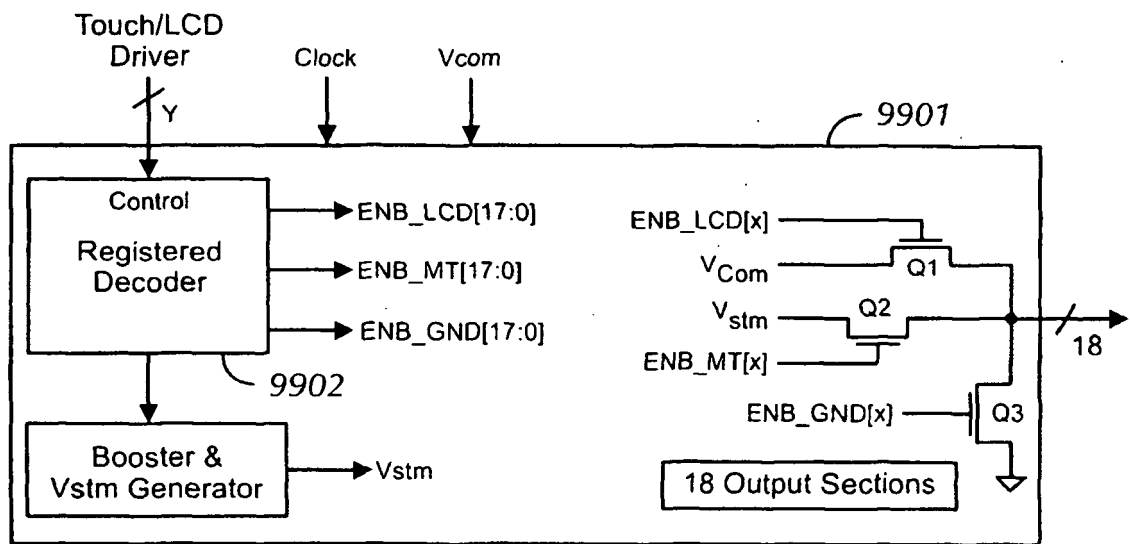 Touch/LCD
Driver
Clock
Vcom
Y
9901
Control
Registered
Decoder
ENB_LCD[17:0]
ENB_MT[17:0]
ENB_GND[17:0]
9902
Booster &
Vstm Generator
Vstm
ENB_LCD[x]
VCom
Q1
Vstm
Q2
ENB_MT[x]
18
ENB_GND[x]
Q3
18 Output Sections